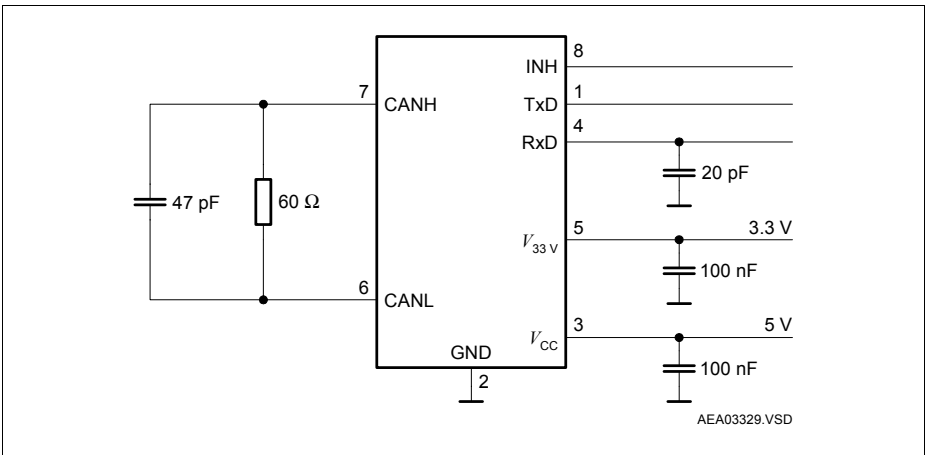 8
INH
7
1
CANH
TxD
4
RxD
20 pF
47 pF
60 Ω
5
3.3 V
V33 V
100 nF
6
CANL
3
5 V
VCC
GND
100 nF
2
AEA03329.VSD